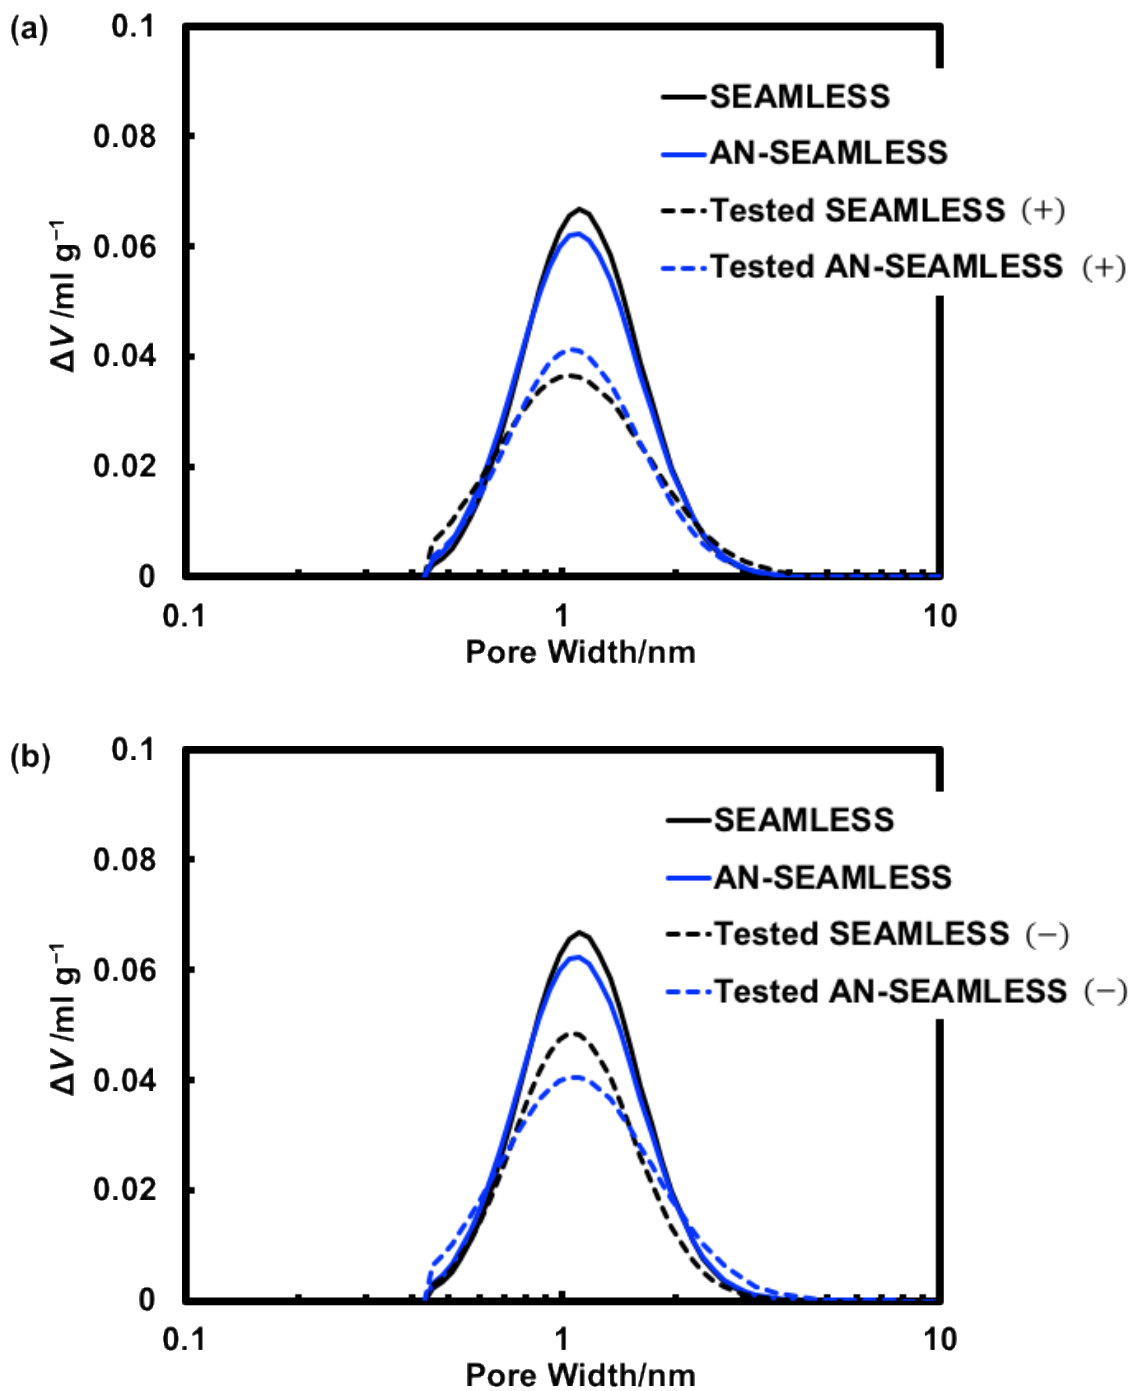 (a)
0.1
0.08
0.06
0.04
0.02
0
ΔV /ml g⁻¹
SEAMLESS
AN-SEAMLESS
Tested SEAMLESS (+)
Tested AN-SEAMLESS (+)
0.1
1
10
Pore Width/nm
(b)
0.1
0.08
0.06
0.04
0.02
0
ΔV /ml g⁻¹
SEAMLESS
AN-SEAMLESS
Tested SEAMLESS (−)
Tested AN-SEAMLESS (−)
0.1
1
10
Pore Width/nm